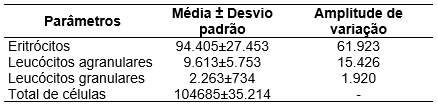 Parâmetros Média ± Desvio padrão Amplitude de variação
Eritrócitos 94.405±27.453 61.923
Leucócitos agranulares 9.613±5.753 15.426
Leucócitos granulares 2.263±734 1.920
Total de células 104685±35.214 -